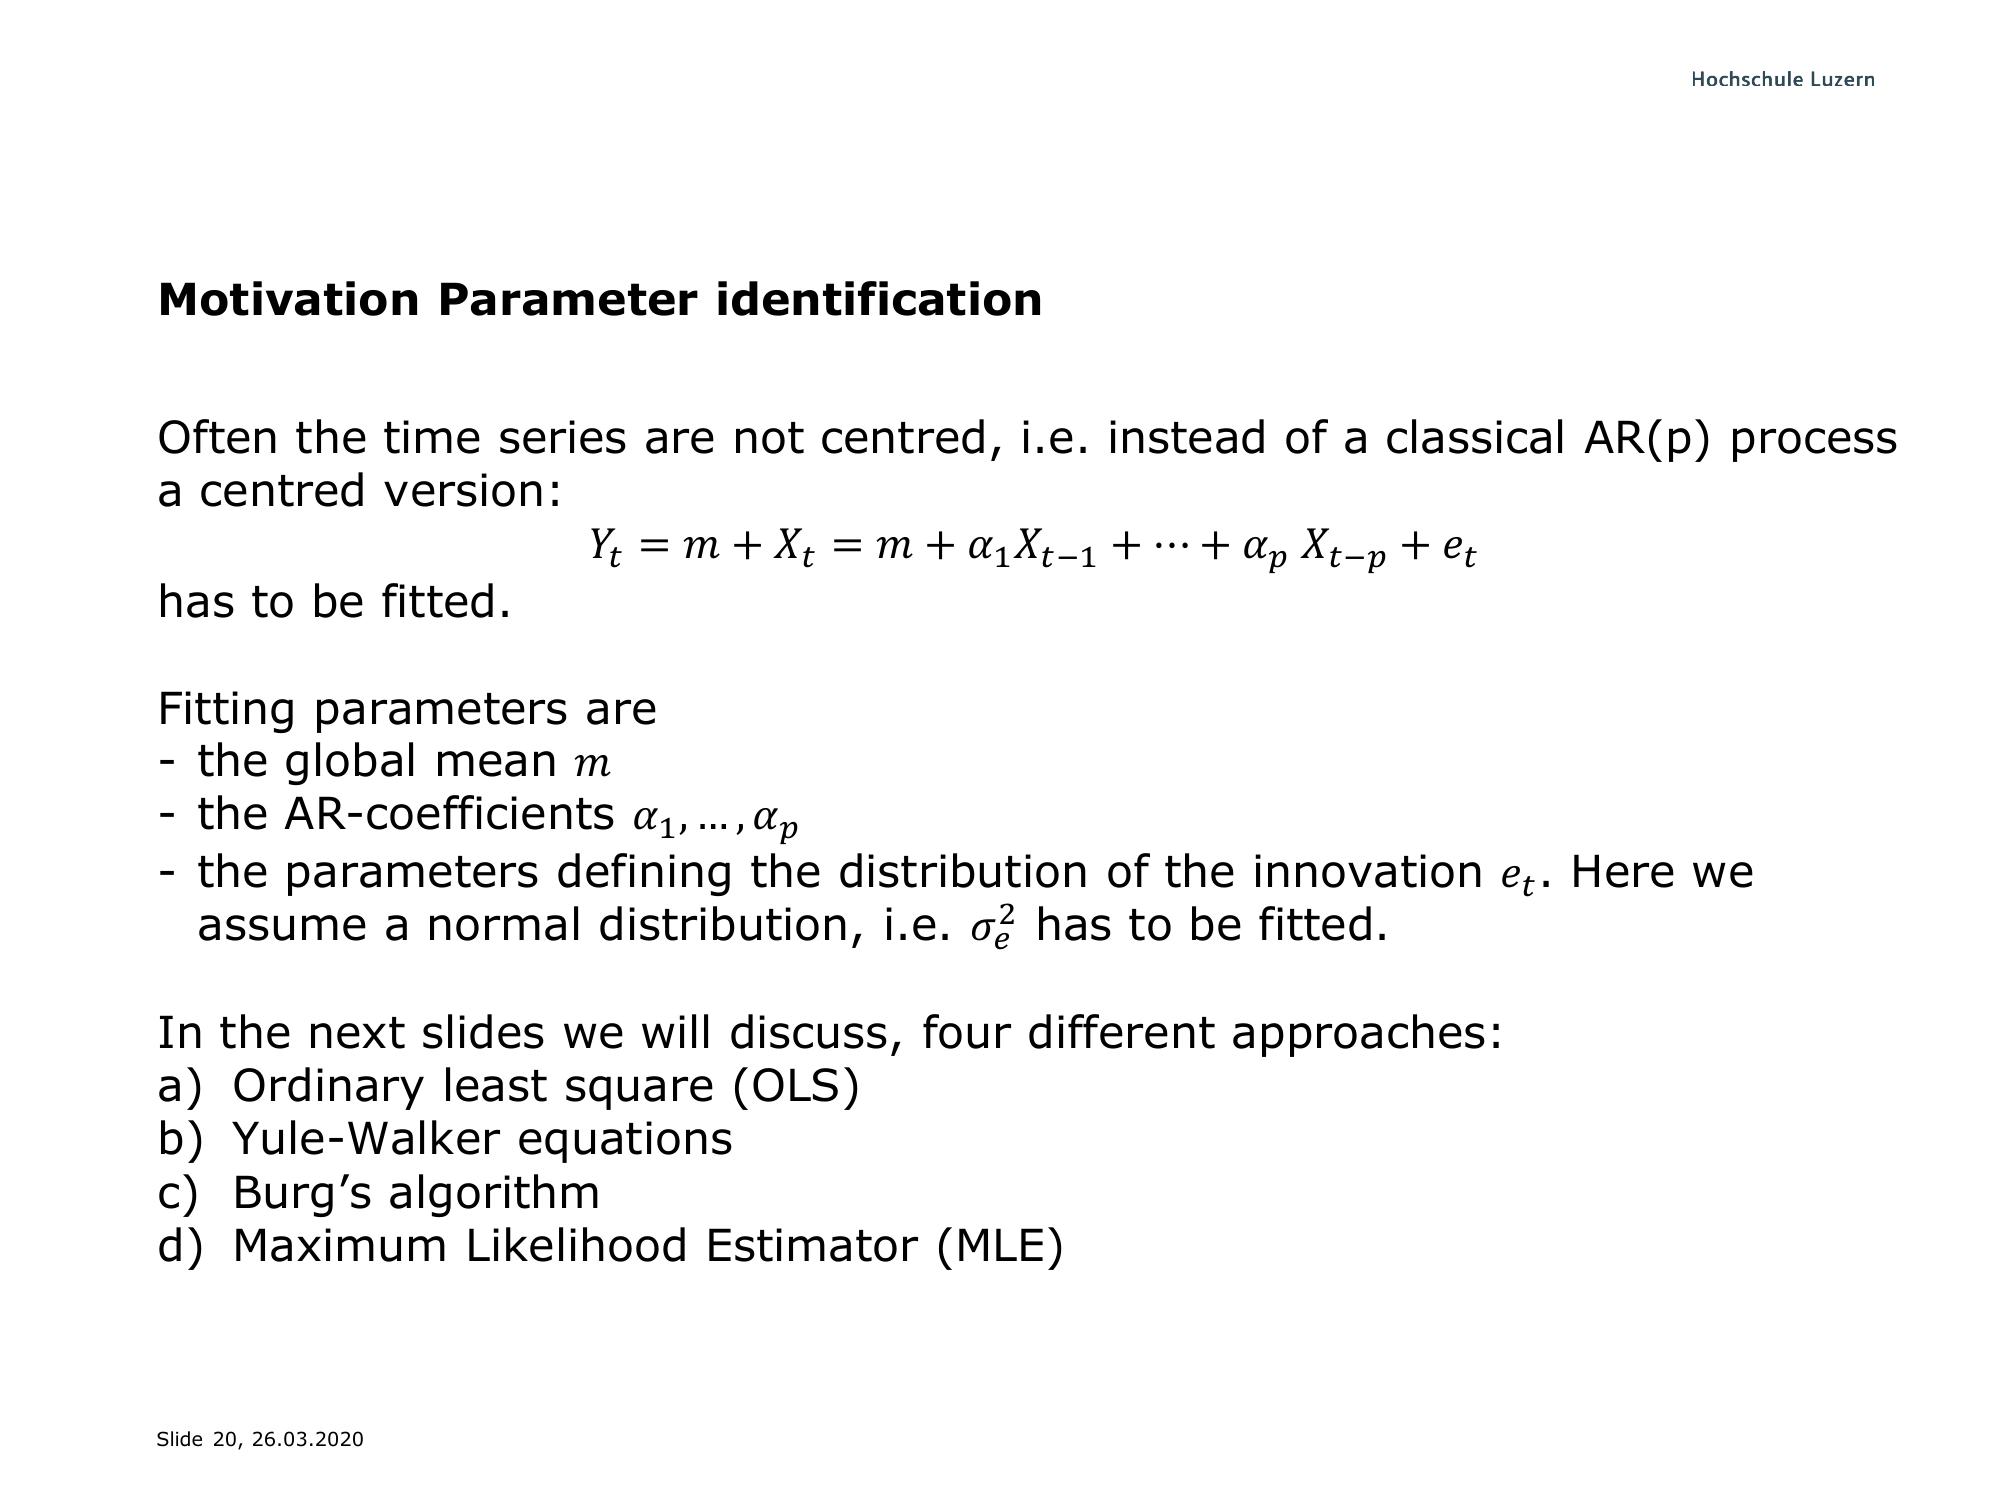 Hochschule Luzern
Motivation Parameter identification
Often the time series are not centred, i.e. instead of a classical AR(p) process
a centred version:
$Y_t = m + X_t = m + \alpha_1 X_{t-1} + \cdots + \alpha_p X_{t-p} + e_t$
has to be fitted.
Fitting parameters are
- the global mean $m$
- the AR-coefficients $\alpha_1, \ldots, \alpha_p$
- the parameters defining the distribution of the innovation $e_t$. Here we
assume a normal distribution, i.e. $\sigma_e^2$ has to be fitted.
In the next slides we will discuss, four different approaches:
a) Ordinary least square (OLS)
b) Yule-Walker equations
c) Burg’s algorithm
d) Maximum Likelihood Estimator (MLE)
Slide 20, 26.03.2020